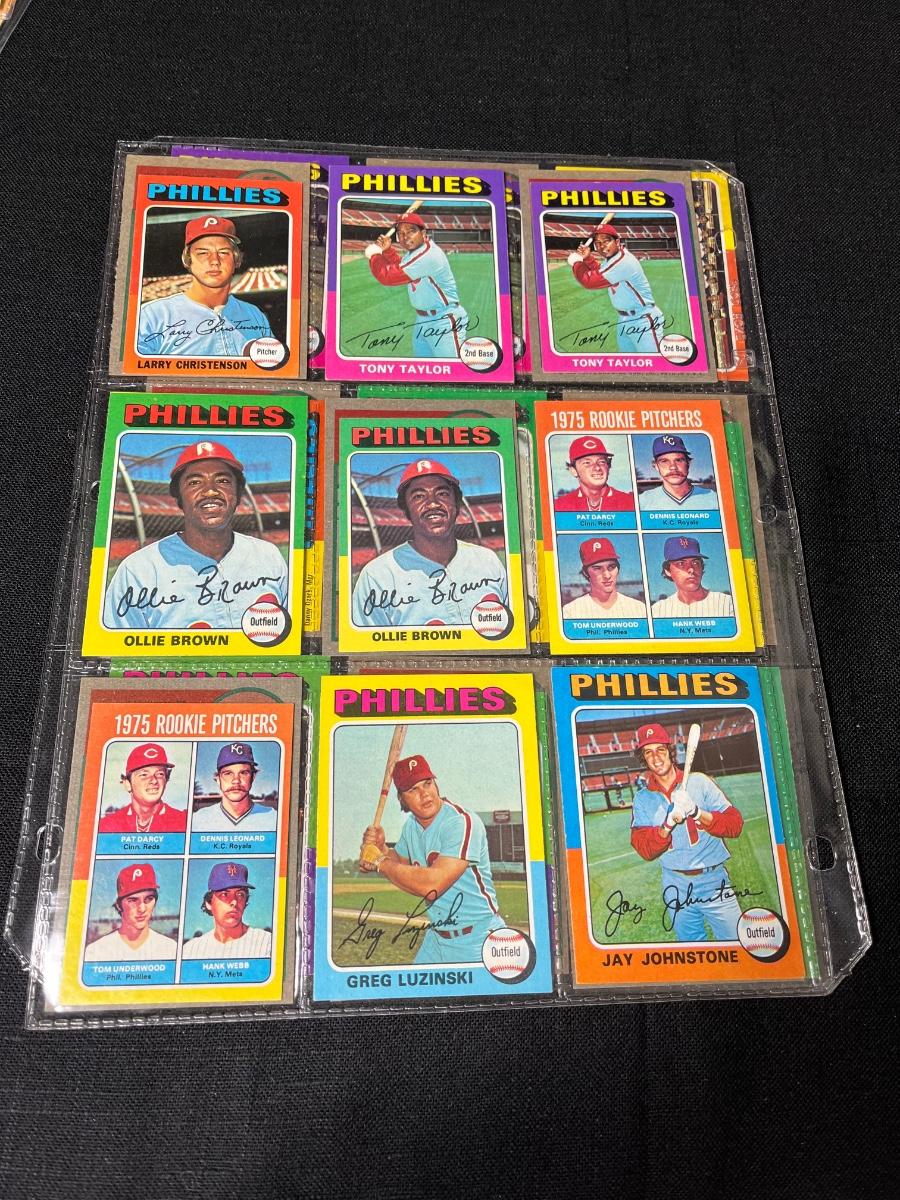 PHILLIES
Larry Christenson
Pitcher
LARRY CHRISTENSON
PHILLIES
Tony Taylor
2nd Base
TONY TAYLOR
PHILLIES
Tony Taylor
2nd Base
TONY TAYLOR
PHILLIES
Ollie Brown
Outfield
OLLIE BROWN
PHILLIES
Ollie Brown
Outfield
OLLIE BROWN
1975 ROOKIE PITCHERS
PAT DARCY
Cinn. Reds
DENNIS LEONARD
K.C. Royals
TOM UNDERWOOD
Phil. Phillies
HANK WEBB
N.Y. Mets
1975 ROOKIE PITCHERS
PAT DARCY
Cinn. Reds
DENNIS LEONARD
K.C. Royals
TOM UNDERWOOD
Phil. Phillies
HANK WEBB
N.Y. Mets
PHILLIES
PHILLIES
Greg Luzinski
Outfield
GREG LUZINSKI
PHILLIES
Jay Johnstone
Outfield
JAY JOHNSTONE